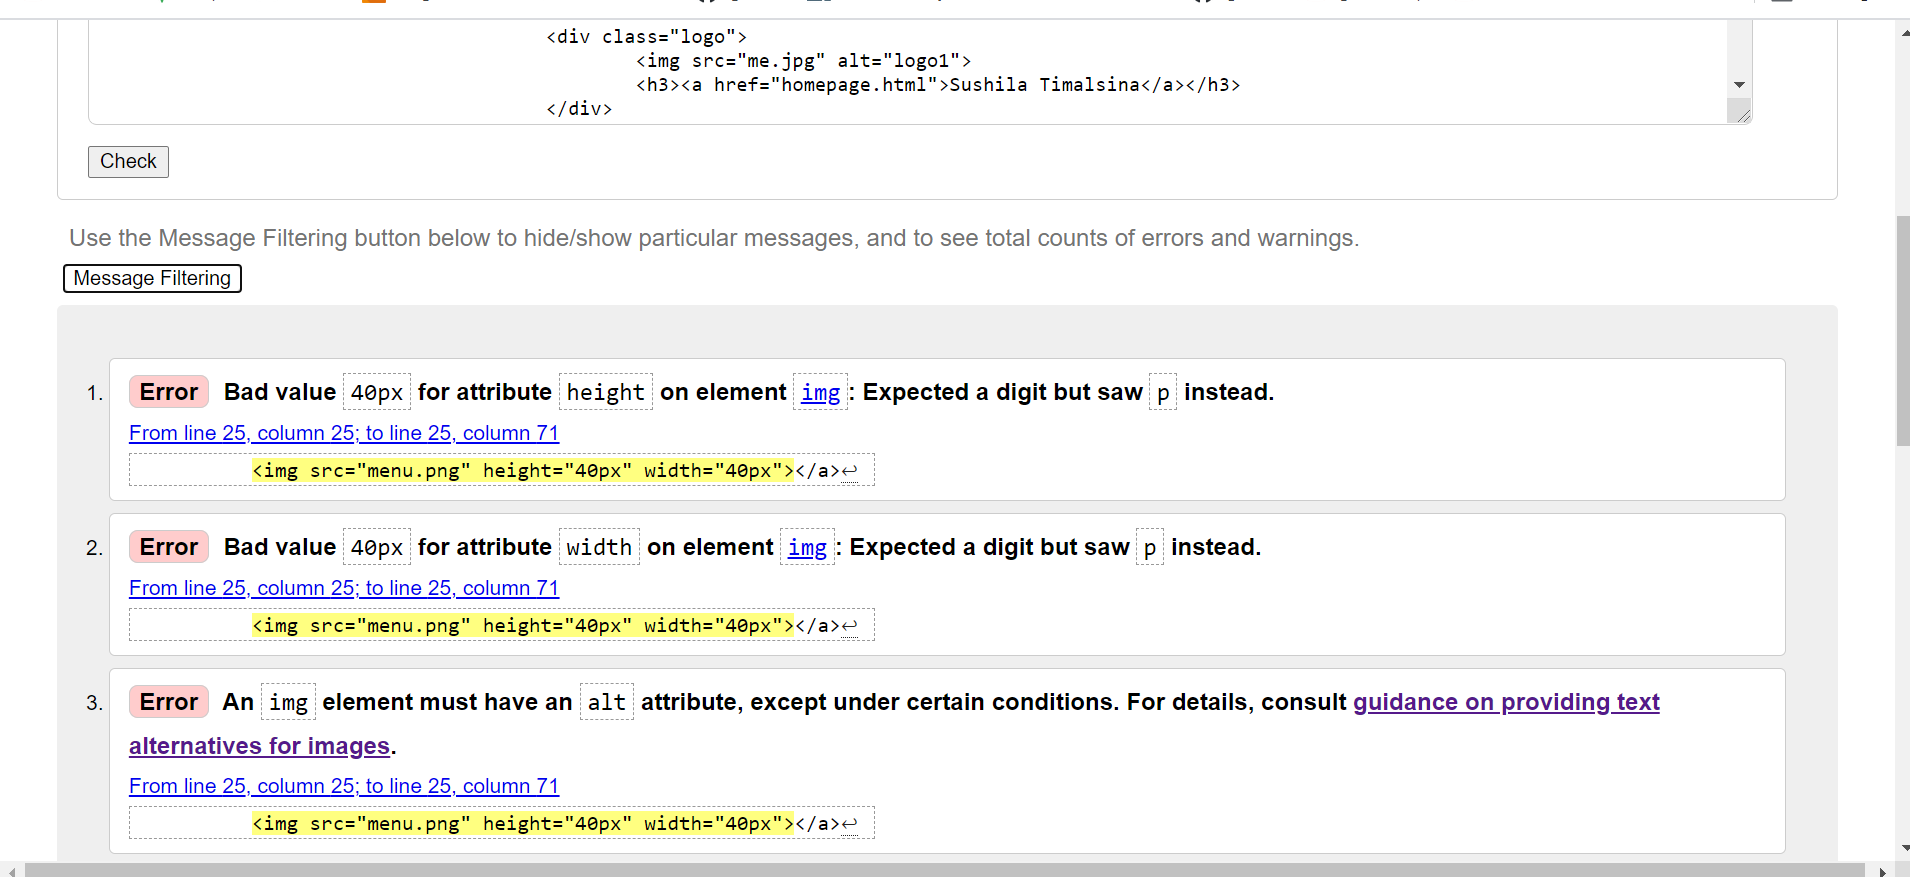 <div class="logo">
<img src="me.jpg" alt="logo1">
<h3><a href="homepage.html">Sushila Timalsina</a></h3>
</div>
Check
Use the Message Filtering button below to hide/show particular messages, and to see total counts of errors and warnings.
Message Filtering
1. Error Bad value 40px for attribute height on element img: Expected a digit but saw p instead.
From line 25, column 25; to line 25, column 71
<img src="menu.png" height="40px" width="40px"></a>↩
2. Error Bad value 40px for attribute width on element img: Expected a digit but saw p instead.
From line 25, column 25; to line 25, column 71
<img src="menu.png" height="40px" width="40px"></a>↩
3. Error An img element must have an alt attribute, except under certain conditions. For details, consult guidance on providing text
alternatives for images.
From line 25, column 25; to line 25, column 71
<img src="menu.png" height="40px" width="40px"></a>↩